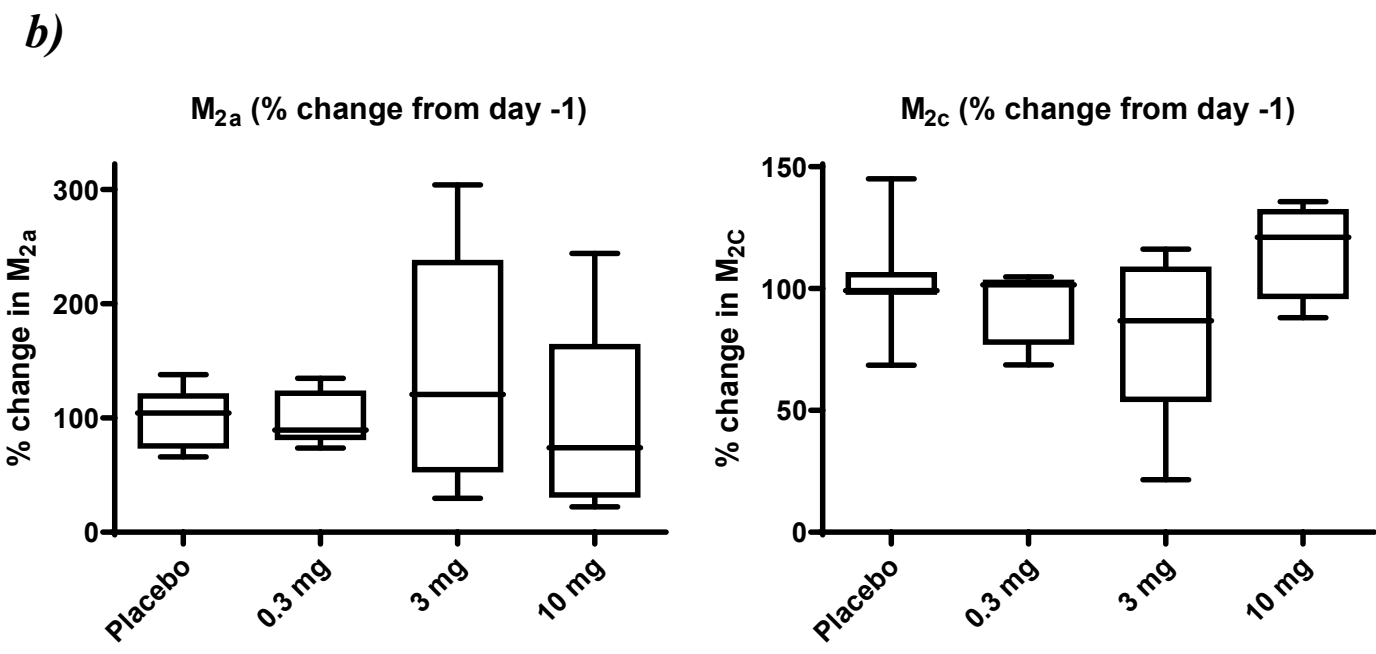 b)
M2a (% change from day -1)
% change in M2a
300
200
100
0
Placebo
0.3 mg
3 mg
10 mg
M2c (% change from day -1)
% change in M2C
150
100
50
0
Placebo
0.3 mg
3 mg
10 mg